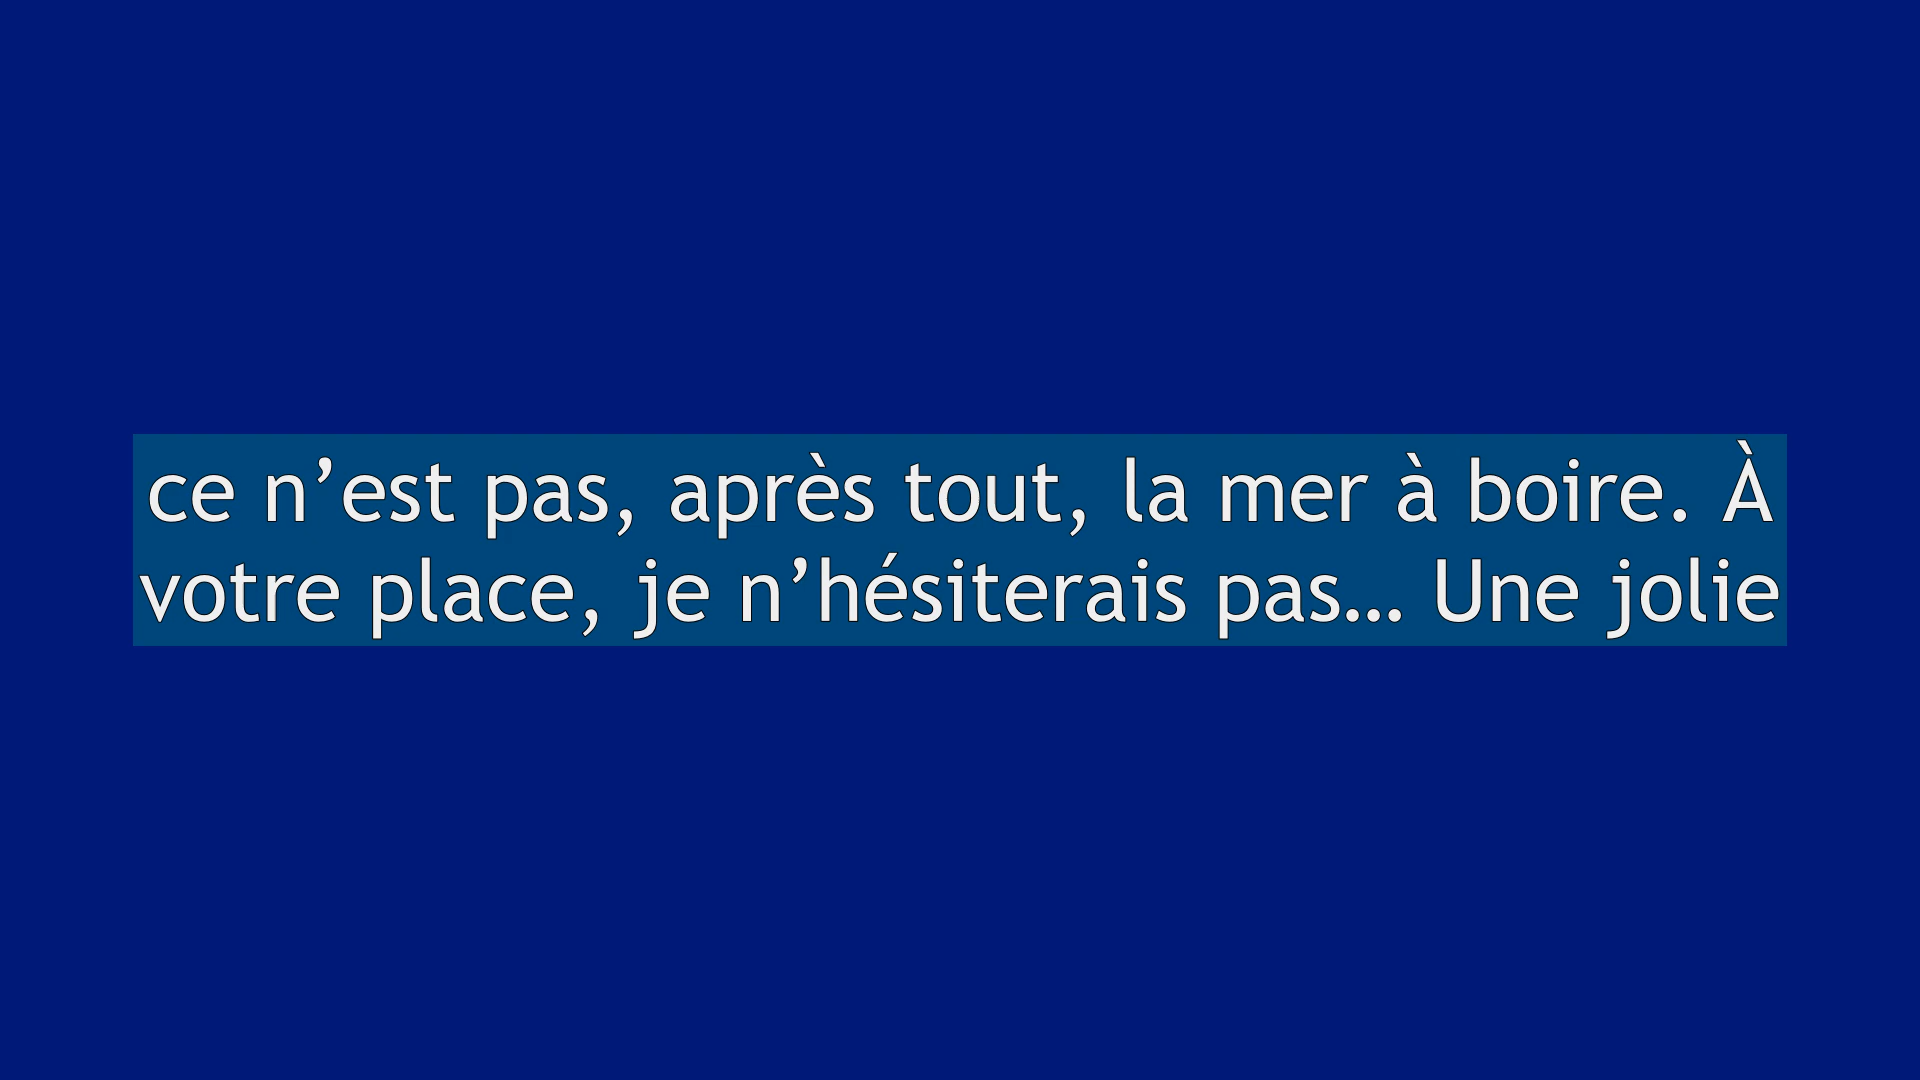 ce n’est pas, après tout, la mer à boire. À
votre place, je n’hésiterais pas… Une jolie